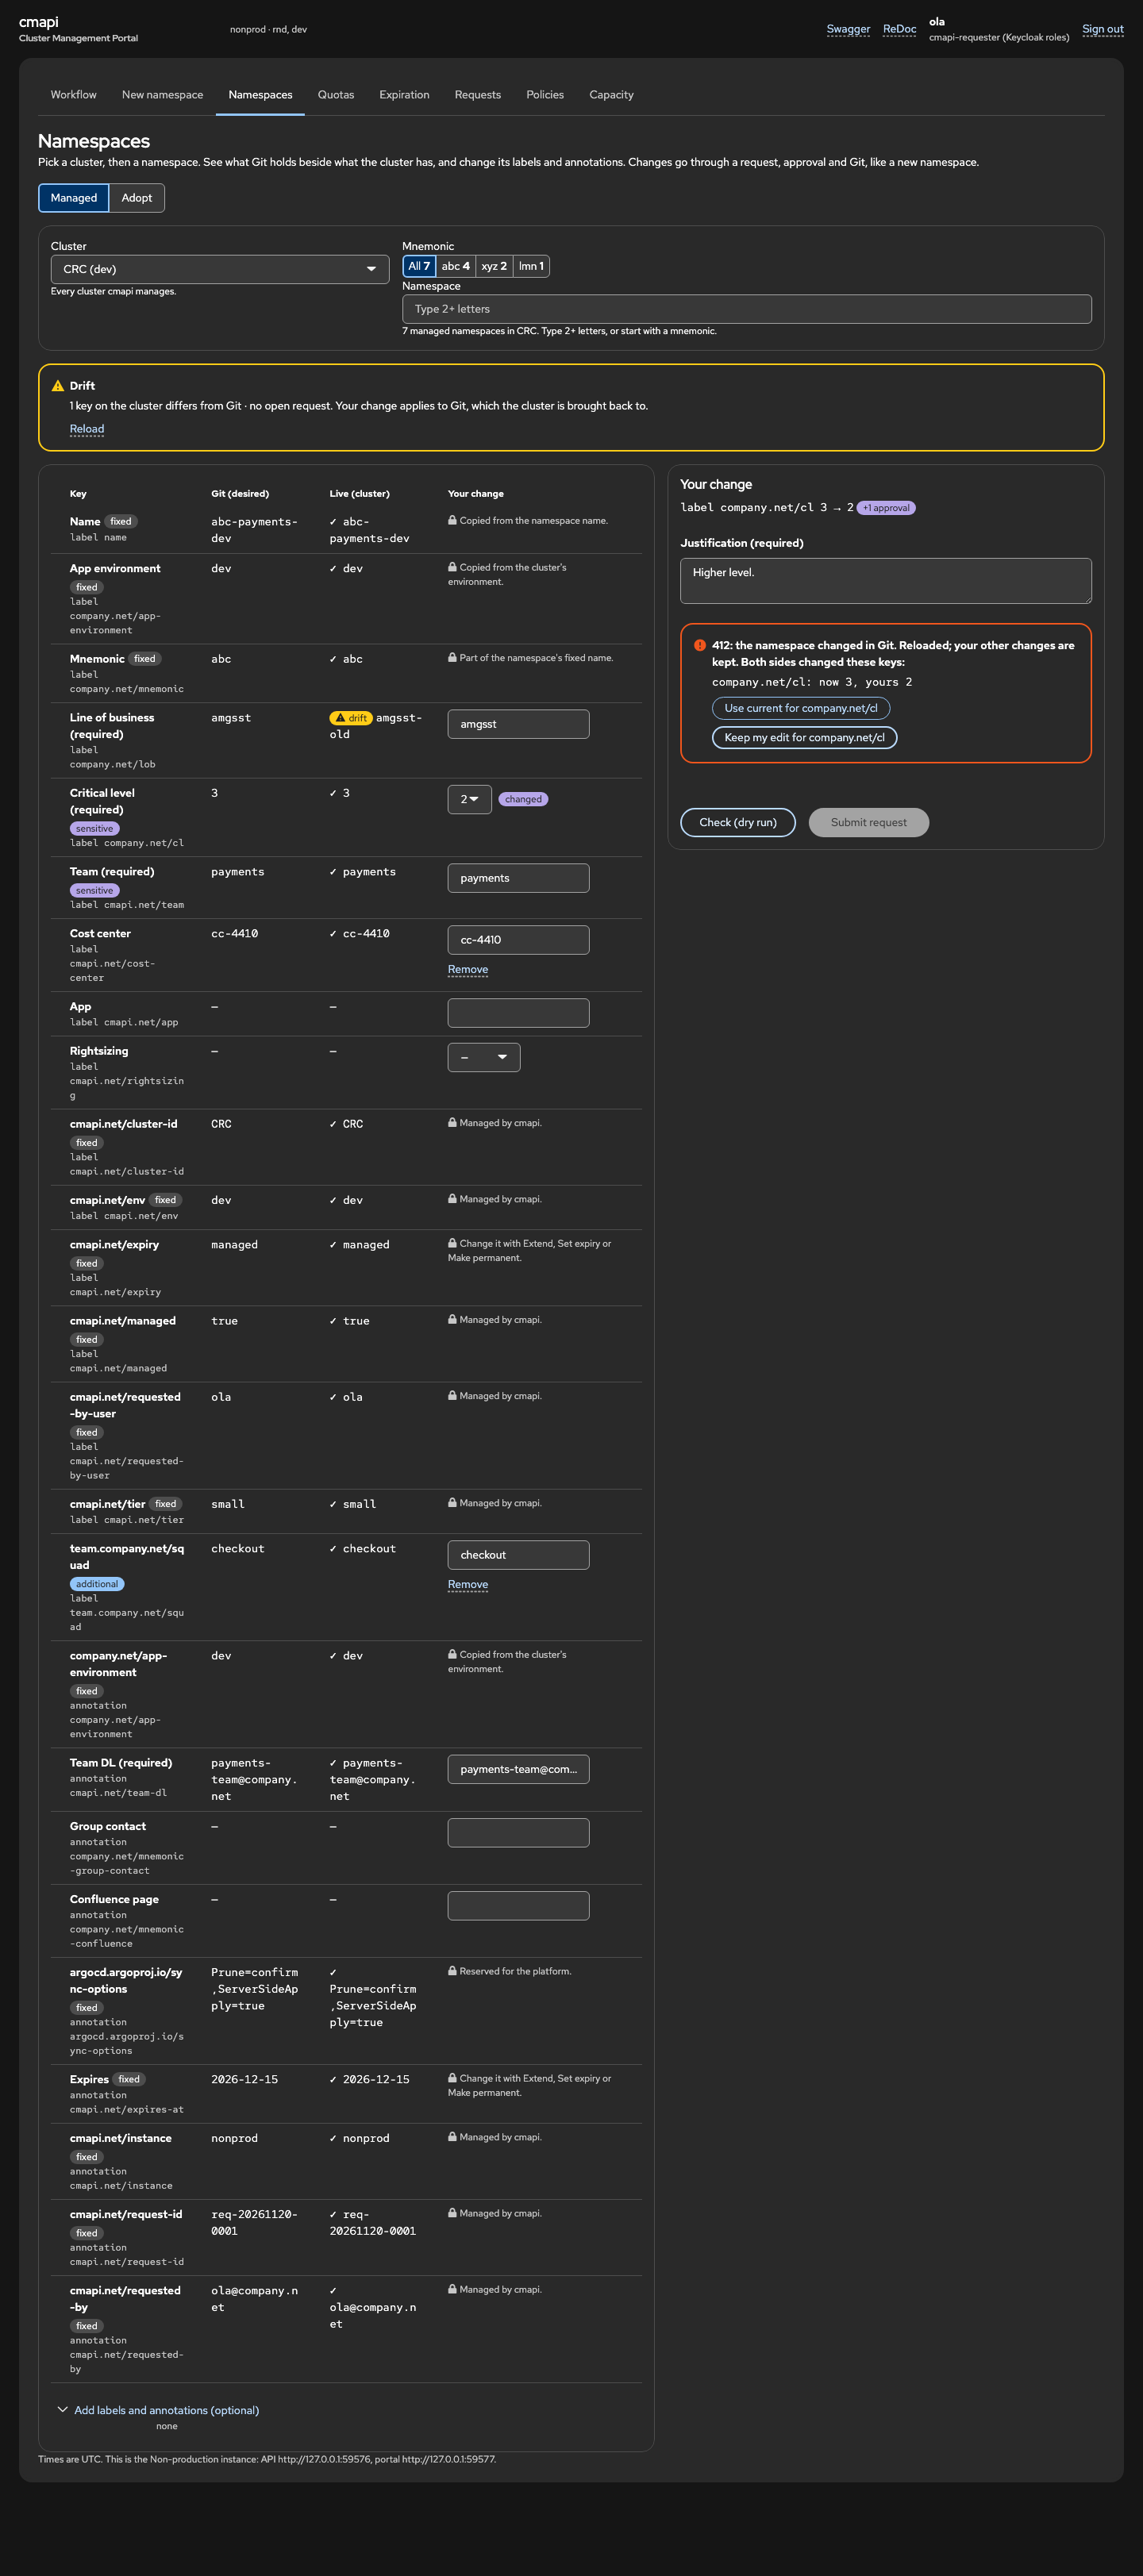 cmapi
Cluster Management Portal
nonprod · rnd, dev
Swagger
ReDoc
ola
cmapi-requester (Keycloak roles)
Sign out
Workflow
New namespace
Namespaces
Quotas
Expiration
Requests
Policies
Capacity
Namespaces
Pick a cluster, then a namespace. See what Git holds beside what the cluster has, and change its labels and annotations. Changes go through a request, approval and Git, like a new namespace.
Managed
Adopt
Cluster
CRC (dev)
Every cluster cmapi manages.
Mnemonic
All 7
abc 4
xyz 2
lmn 1
Namespace
Type 2+ letters
7 managed namespaces in CRC. Type 2+ letters, or start with a mnemonic.
Drift
1 key on the cluster differs from Git · no open request. Your change applies to Git, which the cluster is brought back to.
Reload
Key
Git (desired)
Live (cluster)
Your change
Name fixed
label name
abc-payments-
dev
✓ abc-
payments-dev
Copied from the namespace name.
App environment
fixed
label
company.net/app-
environment
dev
✓ dev
Copied from the cluster's
environment.
Mnemonic fixed
label
company.net/mnemonic
abc
✓ abc
Part of the namespace's fixed name.
Line of business
(required)
label
company.net/lob
amgsst
drift amgsst-
old
amgsst
Critical level
(required)
sensitive
label company.net/cl
3
✓ 3
2
changed
Team (required)
sensitive
label cmapi.net/team
payments
✓ payments
payments
Cost center
label
cmapi.net/cost-
center
cc-4410
✓ cc-4410
cc-4410
Remove
App
label cmapi.net/app
—
—
Rightsizing
label
cmapi.net/rightsizin
g
—
—
—
cmapi.net/cluster-id
fixed
label
cmapi.net/cluster-id
CRC
✓ CRC
Managed by cmapi.
cmapi.net/env fixed
label cmapi.net/env
dev
✓ dev
Managed by cmapi.
cmapi.net/expiry
fixed
label
cmapi.net/expiry
managed
✓ managed
Change it with Extend, Set expiry or
Make permanent.
cmapi.net/managed
fixed
label
cmapi.net/managed
true
✓ true
Managed by cmapi.
cmapi.net/requested
-by-user
fixed
label
cmapi.net/requested-
by-user
ola
✓ ola
Managed by cmapi.
cmapi.net/tier fixed
label cmapi.net/tier
small
✓ small
Managed by cmapi.
team.company.net/sq
uad
additional
label
team.company.net/squ
ad
checkout
✓ checkout
checkout
Remove
company.net/app-
environment
fixed
annotation
company.net/app-
environment
dev
✓ dev
Copied from the cluster's
environment.
Team DL (required)
annotation
cmapi.net/team-dl
payments-
team@company.
net
✓ payments-
team@company.
net
payments-team@com...
Group contact
annotation
company.net/mnemonic
-group-contact
—
—
Confluence page
annotation
company.net/mnemonic
-confluence
—
—
argocd.argoproj.io/sy
nc-options
fixed
annotation
argocd.argoproj.io/s
ync-options
Prune=confirm
,ServerSideAp
ply=true
✓
Prune=confirm
,ServerSideAp
ply=true
Reserved for the platform.
Expires fixed
annotation
cmapi.net/expires-at
2026-12-15
✓ 2026-12-15
Change it with Extend, Set expiry or
Make permanent.
cmapi.net/instance
fixed
annotation
cmapi.net/instance
nonprod
✓ nonprod
Managed by cmapi.
cmapi.net/request-id
fixed
annotation
cmapi.net/request-id
req-20261120-
0001
✓ req-
20261120-0001
Managed by cmapi.
cmapi.net/requested
-by
fixed
annotation
cmapi.net/requested-
by
ola@company.n
et
✓
ola@company.n
et
Managed by cmapi.
Add labels and annotations (optional)
none
Your change
label company.net/cl 3 → 2 +1 approval
Justification (required)
Higher level.
412: the namespace changed in Git. Reloaded; your other changes are
kept. Both sides changed these keys:
company.net/cl: now 3, yours 2
Use current for company.net/cl
Keep my edit for company.net/cl
Check (dry run)
Submit request
Times are UTC. This is the Non-production instance: API http://127.0.0.1:59576, portal http://127.0.0.1:59577.